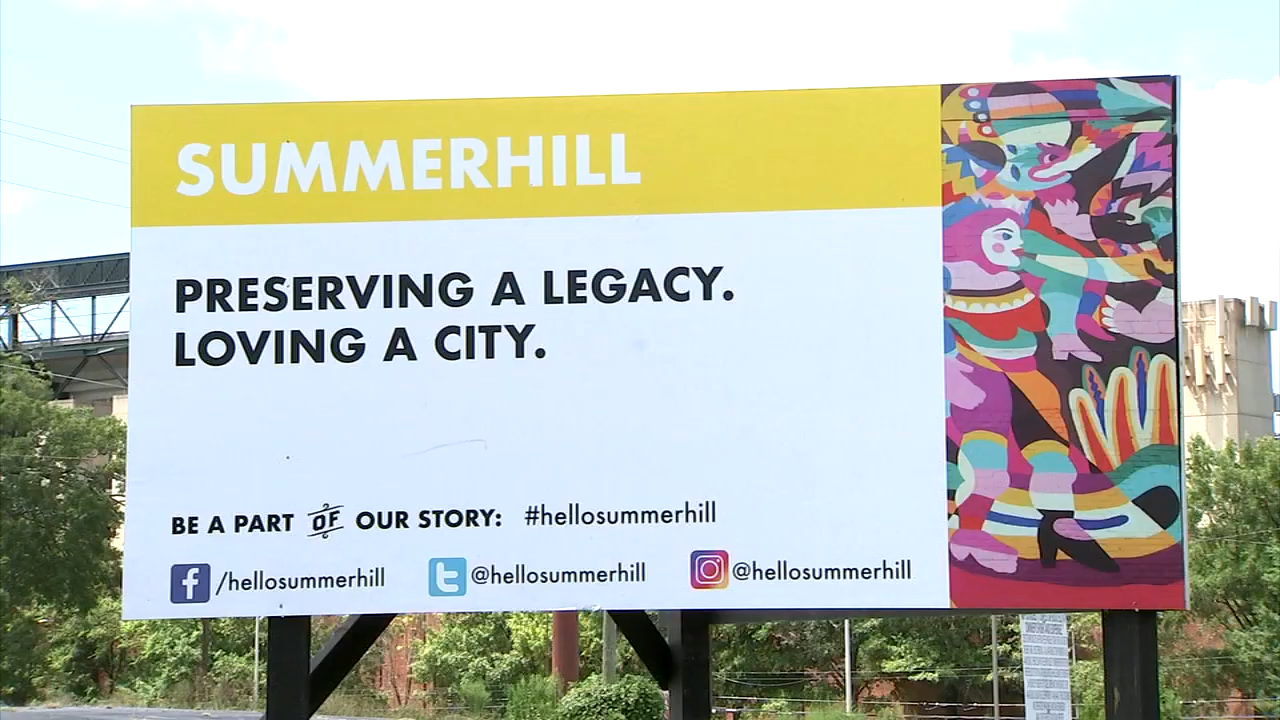 SUMMERHILL
PRESERVING A LEGACY.
LOVING A CITY.
BE A PART OF OUR STORY: #hellosummerhill
/hellosummerhill @hellosummerhill @hellosummerhill